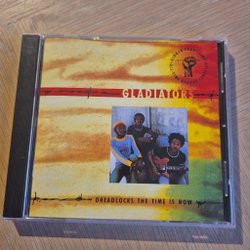 GLADIATORS
DREADLOCKS THE TIME IS NOW